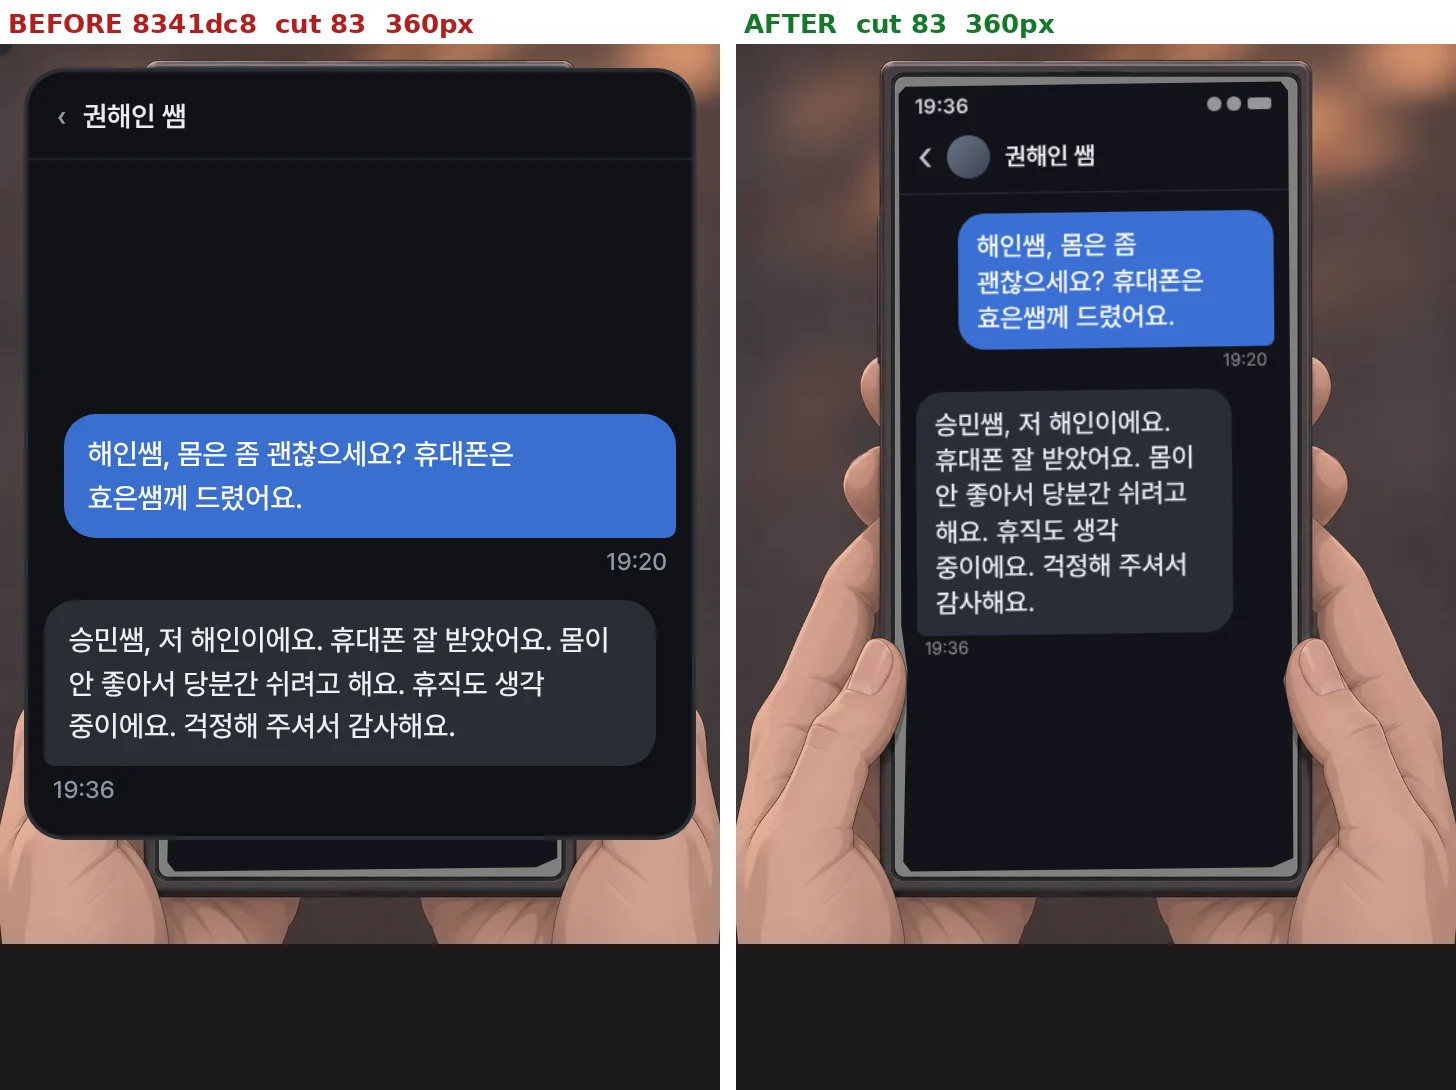 BEFORE 8341dc8 cut 83 360px
‹ 권해인 쌤
해인쌤, 몸은 좀 괜찮으세요? 휴대폰은
효은쌤께 드렸어요.
19:20
승민쌤, 저 해인이에요. 휴대폰 잘 받았어요. 몸이
안 좋아서 당분간 쉬려고 해요. 휴직도 생각
중이에요. 걱정해 주셔서 감사해요.
19:36
AFTER cut 83 360px
19:36
‹ 권해인 쌤
해인쌤, 몸은 좀
괜찮으세요? 휴대폰은
효은쌤께 드렸어요.
19:20
승민쌤, 저 해인이에요.
휴대폰 잘 받았어요. 몸이
안 좋아서 당분간 쉬려고
해요. 휴직도 생각
중이에요. 걱정해 주셔서
감사해요.
19:36